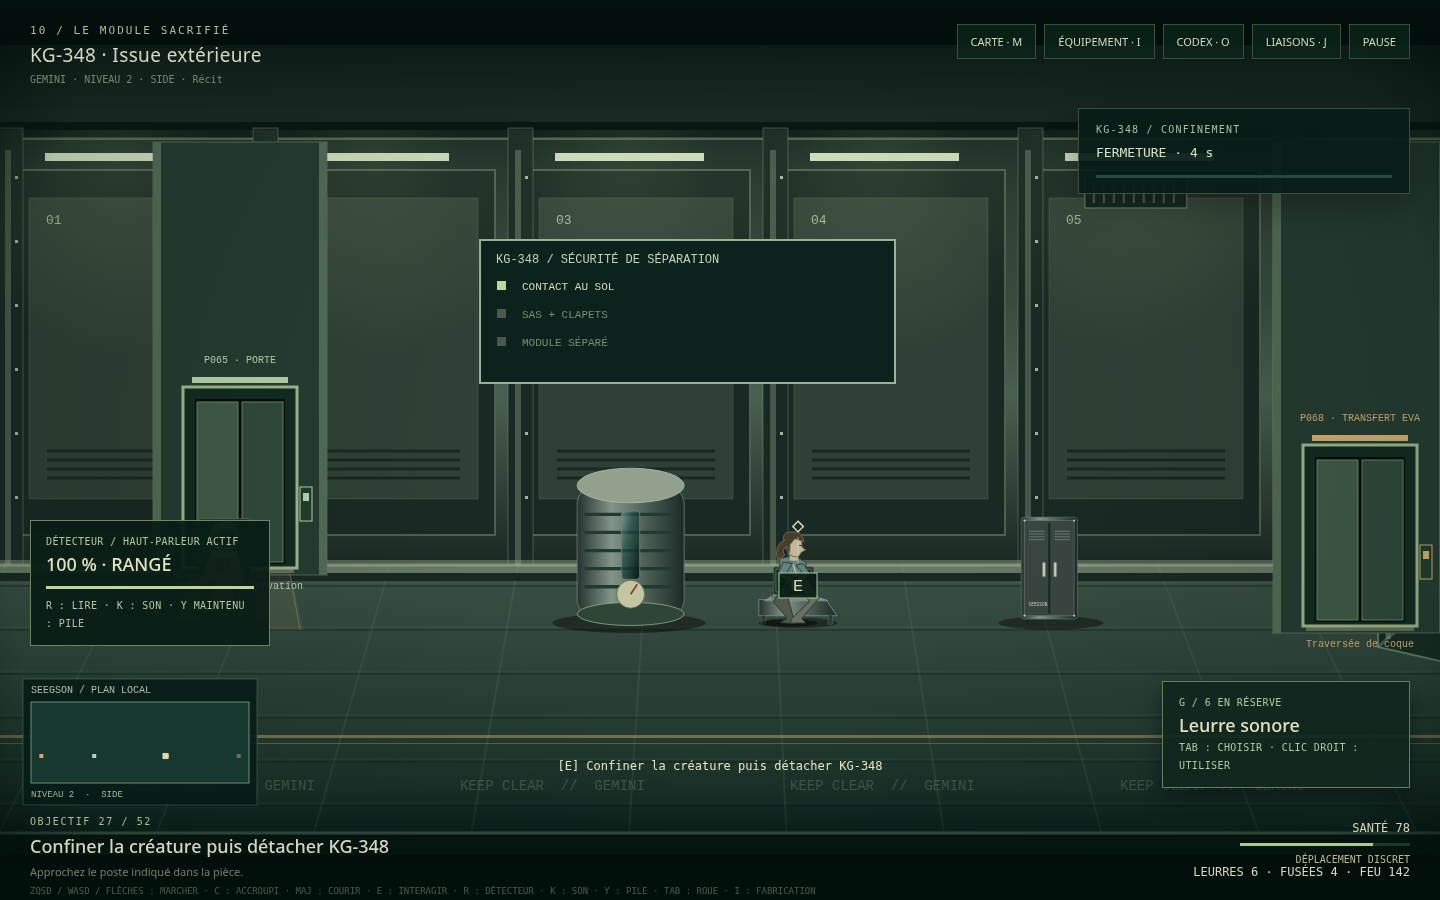 10 / LE MODULE SACRIFIÉ
KG-348 · Issue extérieure
GEMINI · NIVEAU 2 · SIDE · Récit
CARTE · M
ÉQUIPEMENT · I
CODEX · O
LIAISONS · J
PAUSE
KG-348 / CONFINEMENT
FERMETURE · 4 s
01
03
04
05
KG-348 / SÉCURITÉ DE SÉPARATION
CONTACT AU SOL
SAS + CLAPETS
MODULE SÉPARÉ
P065 · PORTE
P068 · TRANSFERT EVA
DÉTECTEUR / HAUT-PARLEUR ACTIF
100 % · RANGÉ
R : LIRE · K : SON · Y MAINTENU
: PILE
vation
E
SEEGSON
Traversée de coque
SEEGSON / PLAN LOCAL
NIVEAU 2 · SIDE
G / 6 EN RÉSERVE
Leurre sonore
TAB : CHOISIR · CLIC DROIT :
UTILISER
[E] Confiner la créature puis détacher KG-348
GEMINI
KEEP CLEAR // GEMINI
KEEP CLEAR // GEMINI
KEEP
OBJECTIF 27 / 52
Confiner la créature puis détacher KG-348
Approchez le poste indiqué dans la pièce.
ZQSD / WASD / FLÈCHES : MARCHER · C : ACCROUPI · MAJ : COURIR · E : INTERAGIR · R : DÉTECTEUR · K : SON · Y : PILE · TAB : ROUE · I : FABRICATION
SANTÉ 78
DÉPLACEMENT DISCRET
LEURRES 6 · FUSÉES 4 · FEU 142